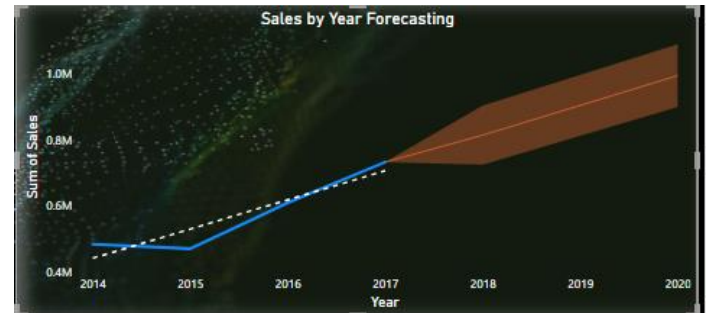 Sales by Year Forecasting
1.0M
0.8M
0.6M
0.4M
Sum of Sales
2014 2015 2016 2017 2018 2019 2020
Year